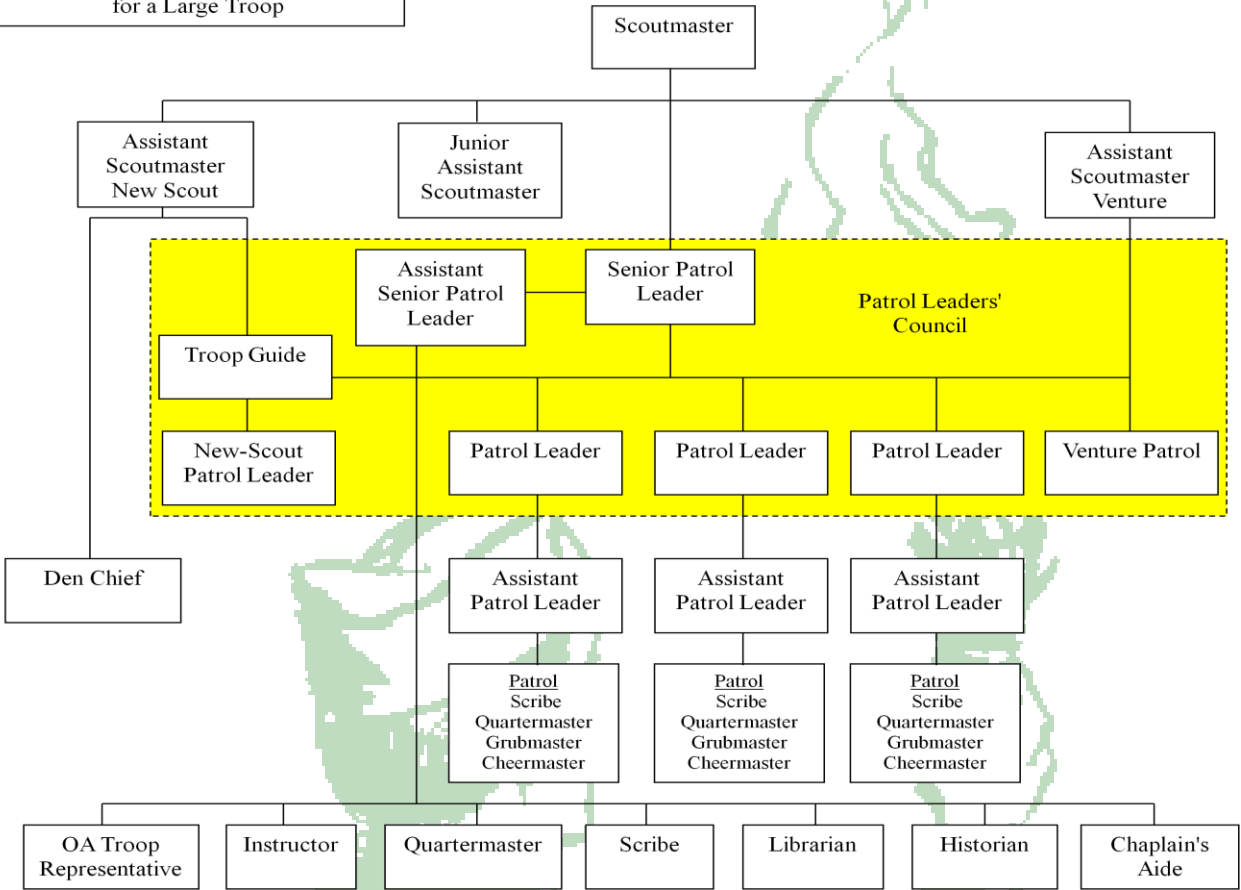 for a Large Troop
Scoutmaster
Assistant
Scoutmaster
New Scout
Junior
Assistant
Scoutmaster
Assistant
Scoutmaster
Venture
Assistant
Senior Patrol
Leader
Senior Patrol
Leader
Patrol Leaders'
Council
Troop Guide
New-Scout
Patrol Leader
Patrol Leader
Patrol Leader
Patrol Leader
Venture Patrol
Den Chief
Assistant
Patrol Leader
Assistant
Patrol Leader
Assistant
Patrol Leader
Patrol
Scribe
Quartermaster
Grubmaster
Cheermaster
Patrol
Scribe
Quartermaster
Grubmaster
Cheermaster
Patrol
Scribe
Quartermaster
Grubmaster
Cheermaster
OA Troop
Representative
Instructor
Quartermaster
Scribe
Librarian
Historian
Chaplain's
Aide